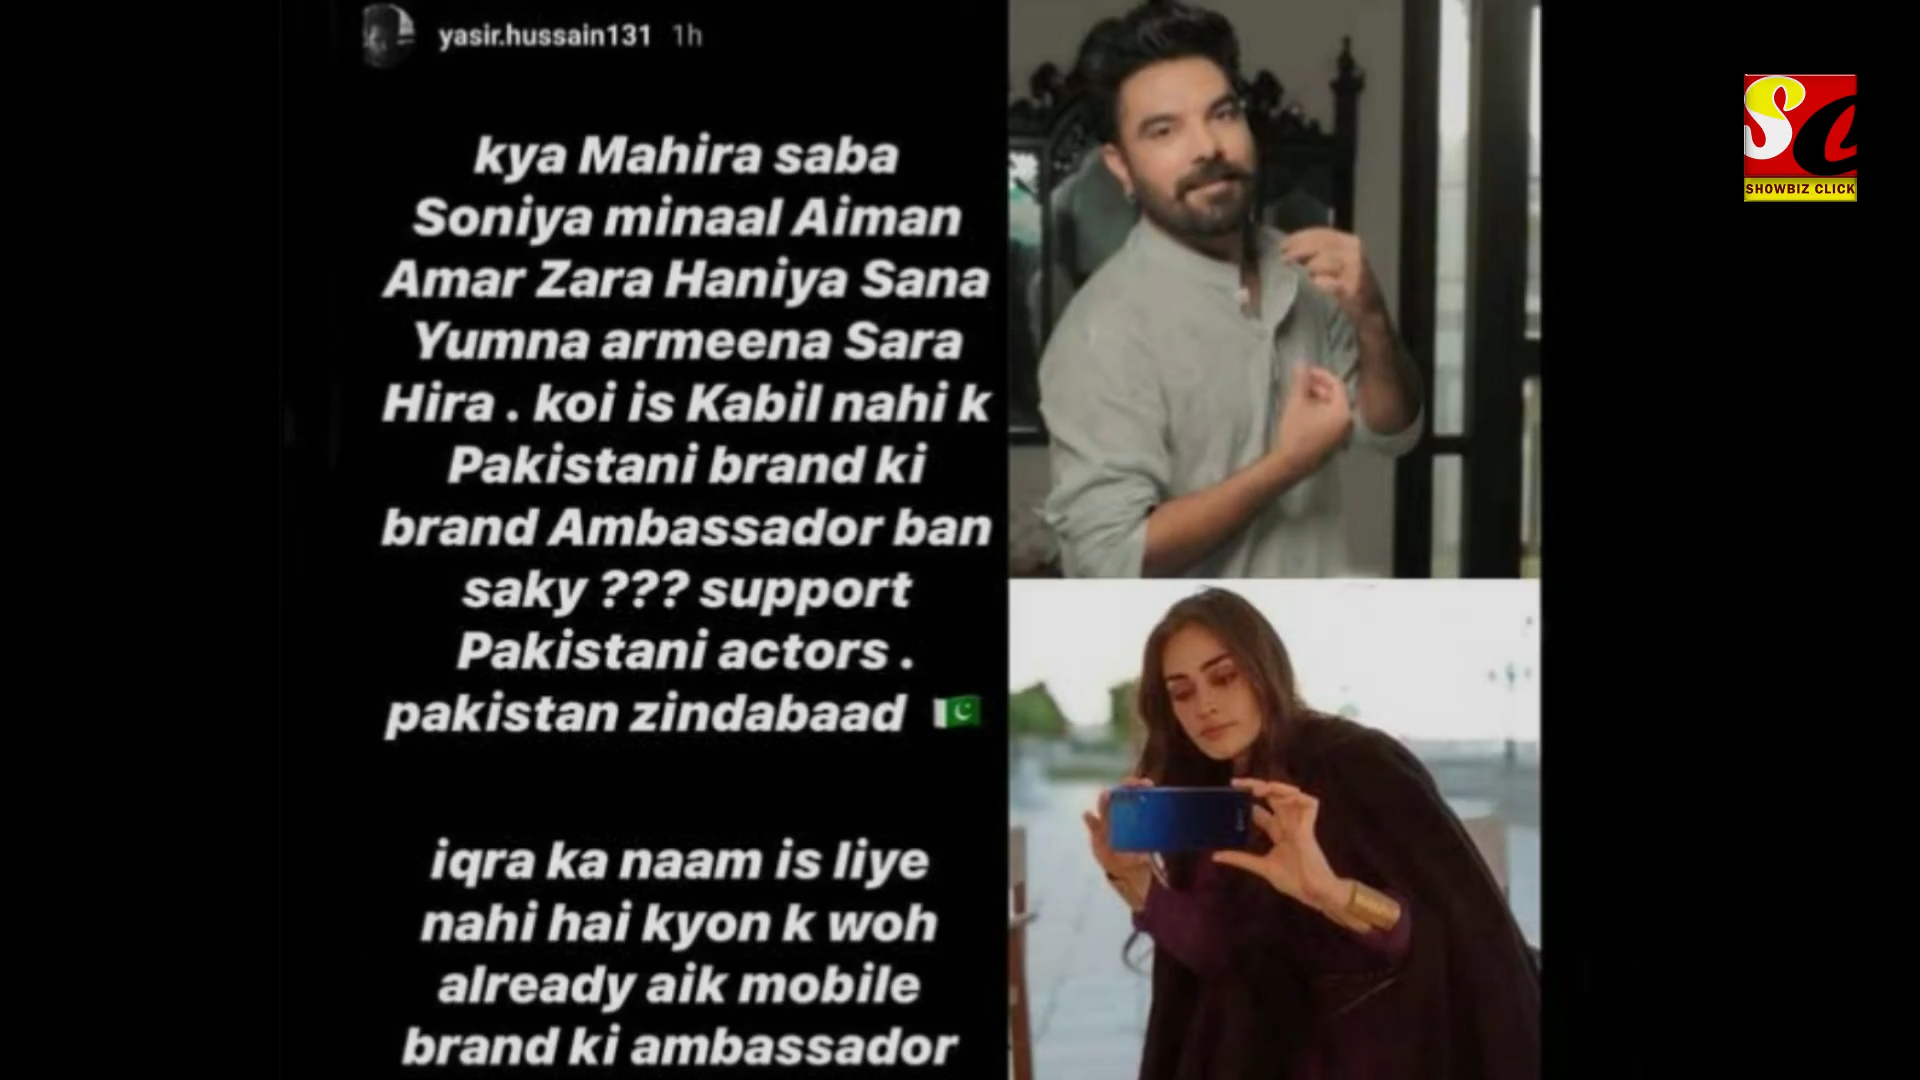 yasir.hussain131 1h
kya Mahira saba
Soniya minaal Aiman
Amar Zara Haniya Sana
Yumna armeena Sara
Hira . koi is Kabil nahi k
Pakistani brand ki
brand Ambassador ban
saky ??? support
Pakistani actors .
pakistan zindabaad 🇵🇰
iqra ka naam is liye
nahi hai kyon k woh
already aik mobile
brand ki ambassador
SC
SHOWBIZ CLICK